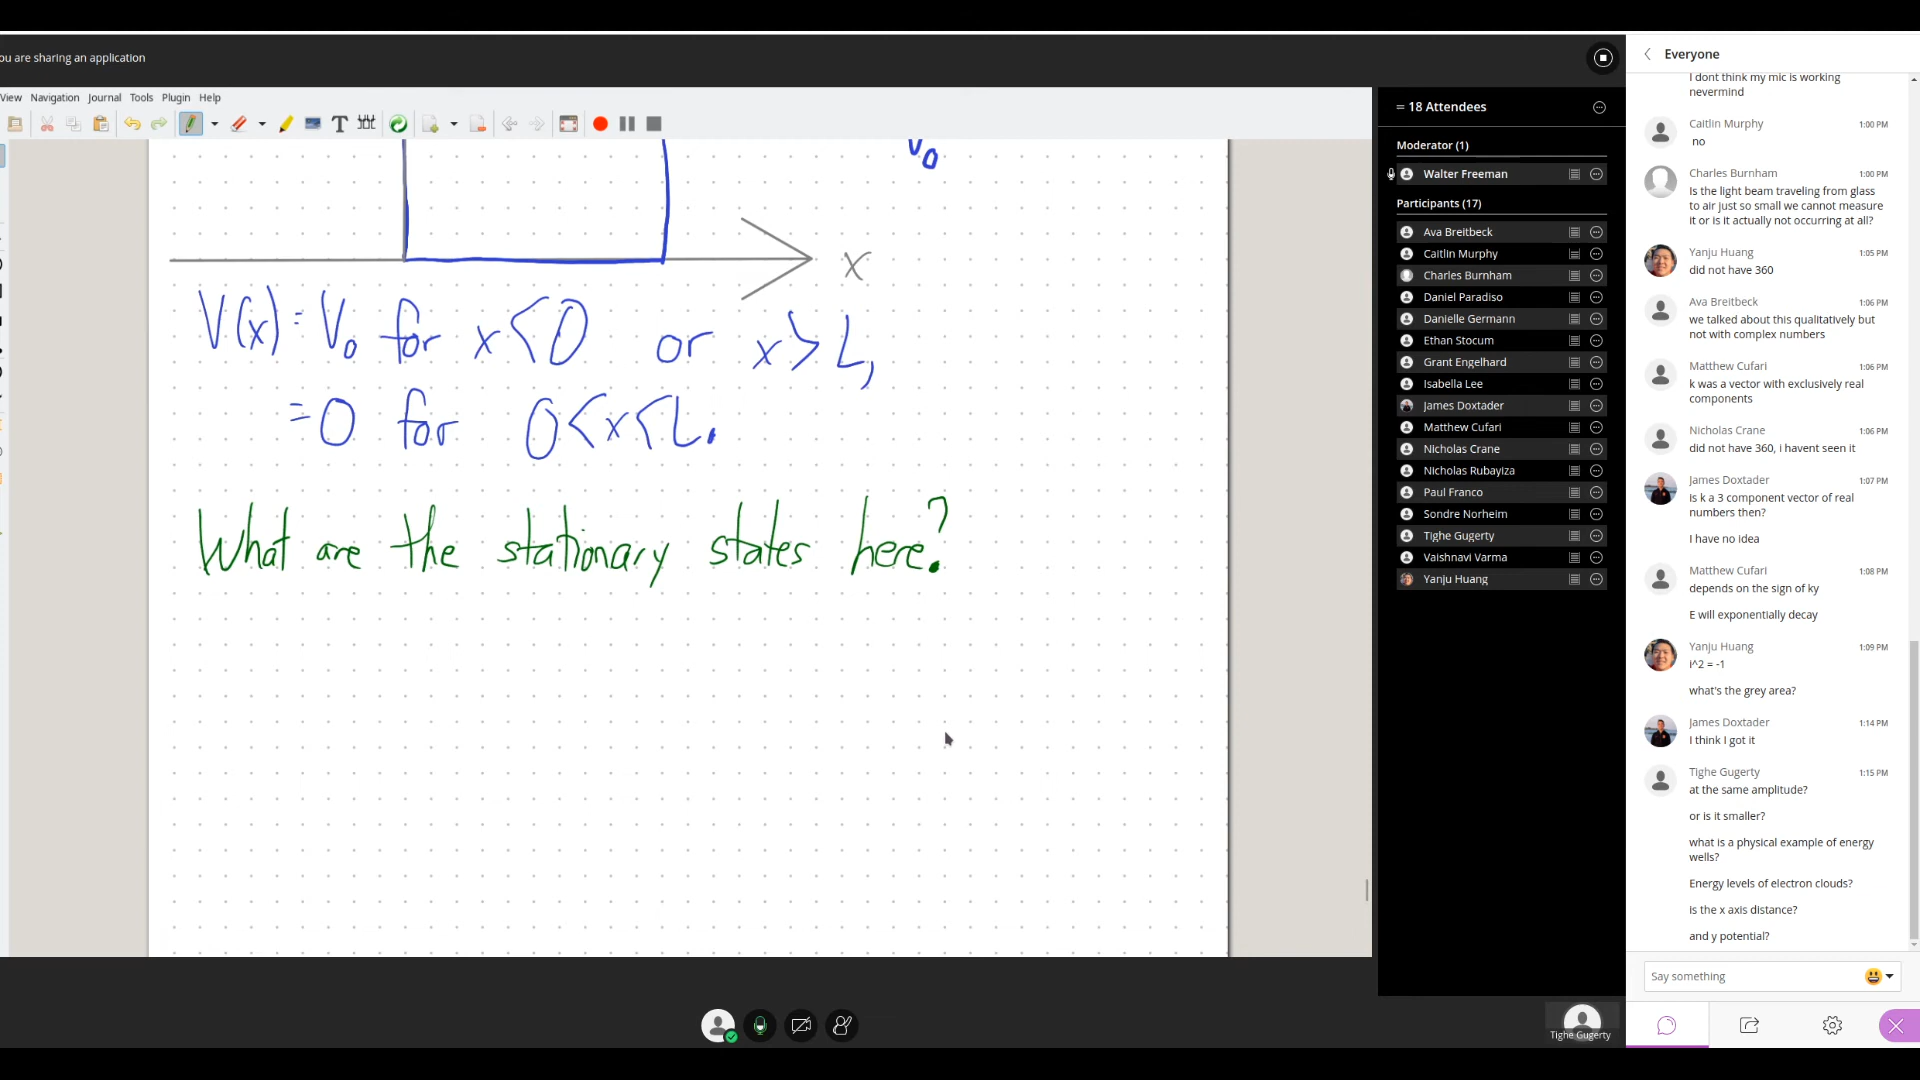 ou are sharing an application
View Navigation Journal Tools Plugin Help
T
V₀
x
V(x) = V₀ for x < 0 or x > L,
= 0 for 0 < x < L.
What are the stationary states here?
= 18 Attendees
Moderator (1)
Walter Freeman
Participants (17)
Ava Breitbeck
Caitlin Murphy
Charles Burnham
Daniel Paradiso
Danielle Germann
Ethan Stocum
Grant Engelhard
Isabella Lee
James Doxtader
Matthew Cufari
Nicholas Crane
Nicholas Rubayiza
Paul Franco
Sondre Norheim
Tighe Gugerty
Vaishnavi Varma
Yanju Huang
Tighe Gugerty
Everyone
I dont think my mic is working
nevermind
Caitlin Murphy 1:00 PM
no
Charles Burnham 1:00 PM
Is the light beam traveling from glass
to air just so small we cannot measure
it or is it actually not occurring at all?
Yanju Huang 1:05 PM
did not have 360
Ava Breitbeck 1:06 PM
we talked about this qualitatively but
not with complex numbers
Matthew Cufari 1:06 PM
k was a vector with exclusively real
components
Nicholas Crane 1:06 PM
did not have 360, i havent seen it
James Doxtader 1:07 PM
is k a 3 component vector of real
numbers then?
I have no idea
Matthew Cufari 1:08 PM
depends on the sign of ky
E will exponentially decay
Yanju Huang 1:09 PM
i^2 = -1
what's the grey area?
James Doxtader 1:14 PM
I think I got it
Tighe Gugerty 1:15 PM
at the same amplitude?
or is it smaller?
what is a physical example of energy
wells?
Energy levels of electron clouds?
is the x axis distance?
and y potential?
Say something